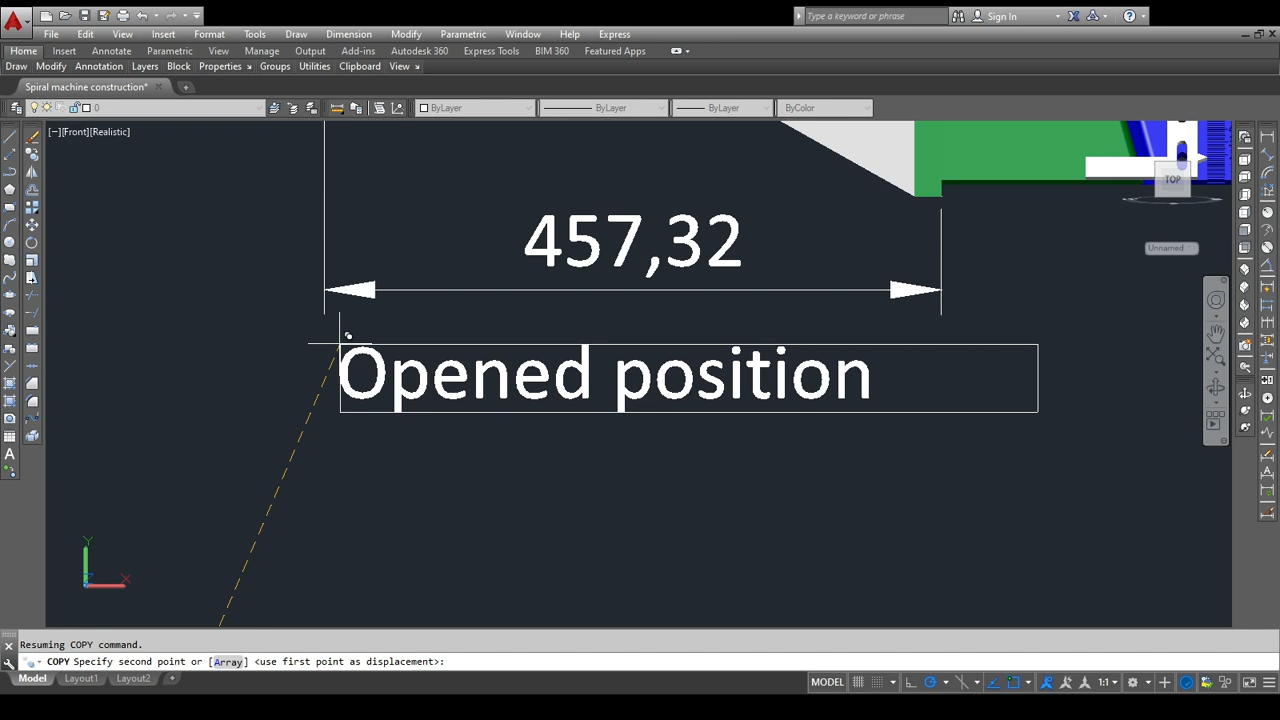 Type a keyword or phrase
Sign In
File Edit View Insert Format Tools Draw Dimension Modify Parametric Window Help Express
Home Insert Annotate Parametric View Manage Output Add-ins Autodesk 360 Express Tools BIM 360 Featured Apps
Draw Modify Annotation Layers Block Properties Groups Utilities Clipboard View
Spiral machine construction*
0
ByLayer
ByLayer
ByLayer
ByColor
[−][Front][Realistic]
TOP
457,32
Unnamed
Opened position
Y
X
Z
A
A
Resuming COPY command.
COPY Specify second point or [Array] <use first point as displacement>:
Model Layout1 Layout2 +
MODEL
1:1